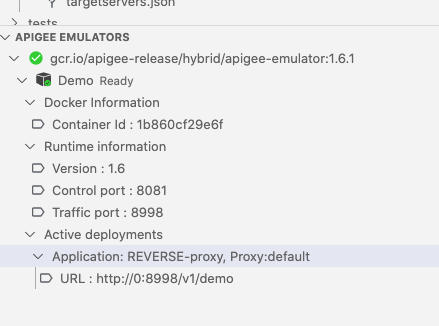 targetservers.json
tests
APIGEE EMULATORS
gcr.io/apigee-release/hybrid/apigee-emulator:1.6.1
Demo Ready
Docker Information
Container Id : 1b860cf29e6f
Runtime information
Version : 1.6
Control port : 8081
Traffic port : 8998
Active deployments
Application: REVERSE-proxy, Proxy:default
URL : http://0:8998/v1/demo